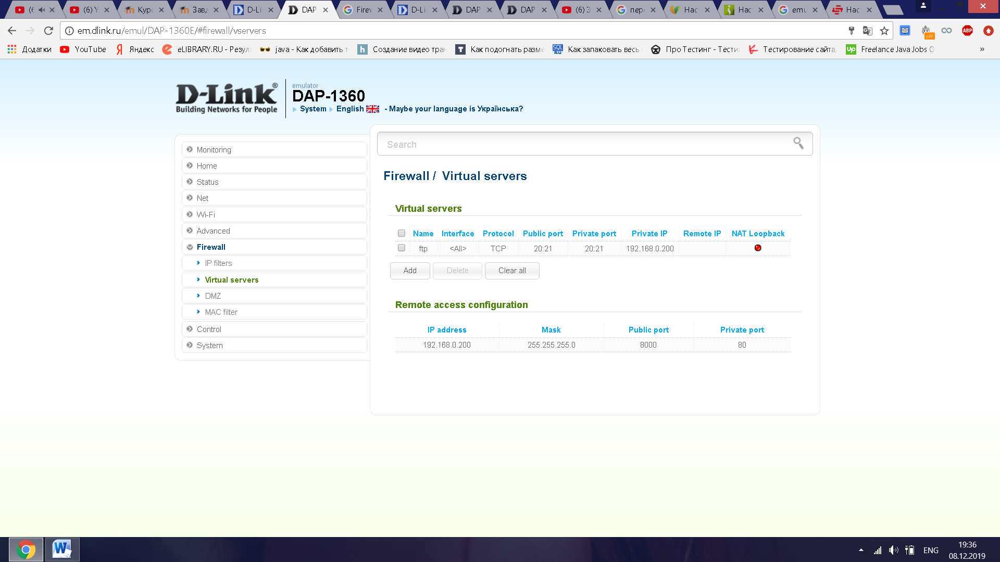 (6
(6) Y
Курс
Зав,
D-Li
DAP
Firev
D-Li
DAP
DAP
(6) Э
пер
Нас
Нас
emu
Нас
em.dlink.ru/emul/DAP-1360E/#firewall/vservers
off
ABP
Додатки
YouTube
Яндекс
eLIBRARY.RU - Резул
java - Как добавить т
Создание видео тран
Как подогнать разме
Как запаковать весь
Про Тестинг - Тести
Тестирование сайта,
Freelance Java Jobs O
»
D-Link®
Building Networks for People
emulator
DAP-1360
System English - Maybe your language is Українська?
Search
Monitoring
Home
Status
Net
Wi-Fi
Advanced
Firewall
IP filters
Virtual servers
DMZ
MAC filter
Control
System
Firewall / Virtual servers
Virtual servers
Name Interface Protocol Public port Private port Private IP Remote IP NAT Loopback
ftp <All> TCP 20:21 20:21 192.168.0.200
Add Delete Clear all
Remote access configuration
IP address Mask Public port Private port
192.168.0.200 255.255.255.0 8000 80
ENG
19:36
08.12.2019